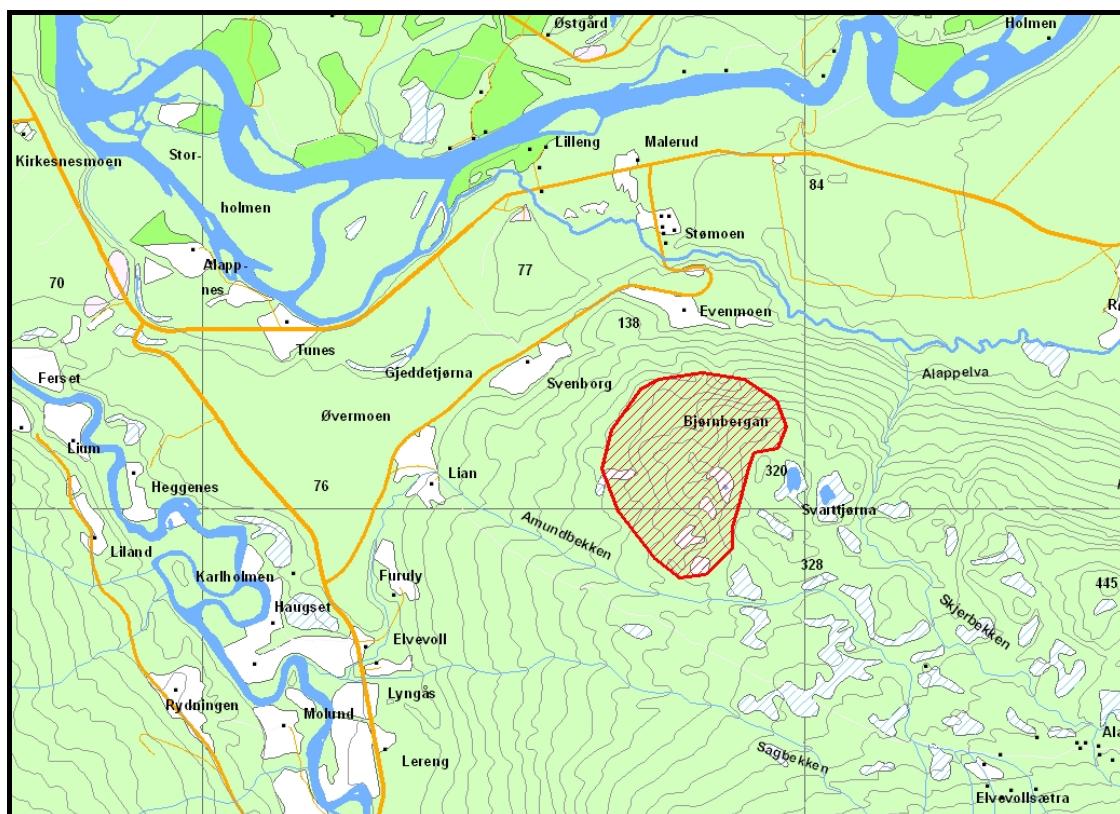 Østgård
Holmen
Kirkesnesmoen
Stor-
holmen
Lilleng
Malerud
84
Stømoen
Alapp-
nes
70
77
Evenmoen
138
Tunes
Gjeddetjørna
Svenborg
Alappelva
Ferset
Øvermoen
Bjørnbergan
Lium
Lian
320
Heggenes
76
Svarttjørna
Amundbekken
Liland
Karlholmen
Furuly
328
445
Haugset
Skjerbekken
Elvevoll
Rydningen
Lyngås
Molund
Lereng
Sagbekken
Elvevollsætra